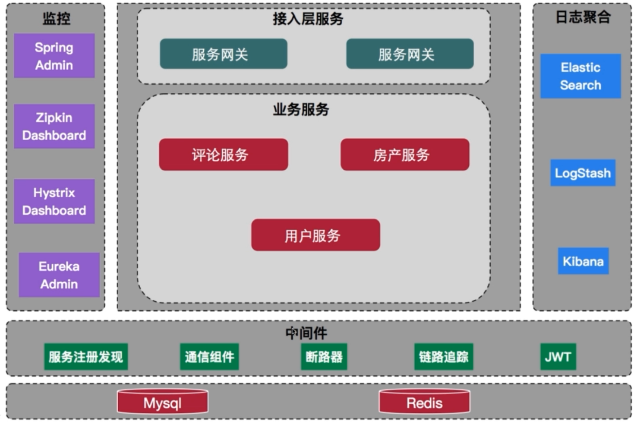 监控
Spring
Admin
Zipkin
Dashboard
Hystrix
Dashboard
Eureka
Admin
接入层服务
服务网关
服务网关
业务服务
评论服务
房产服务
用户服务
日志聚合
Elastic
Search
LogStash
Kibana
中间件
服务注册发现
通信组件
断路器
链路追踪
JWT
Mysql
Redis